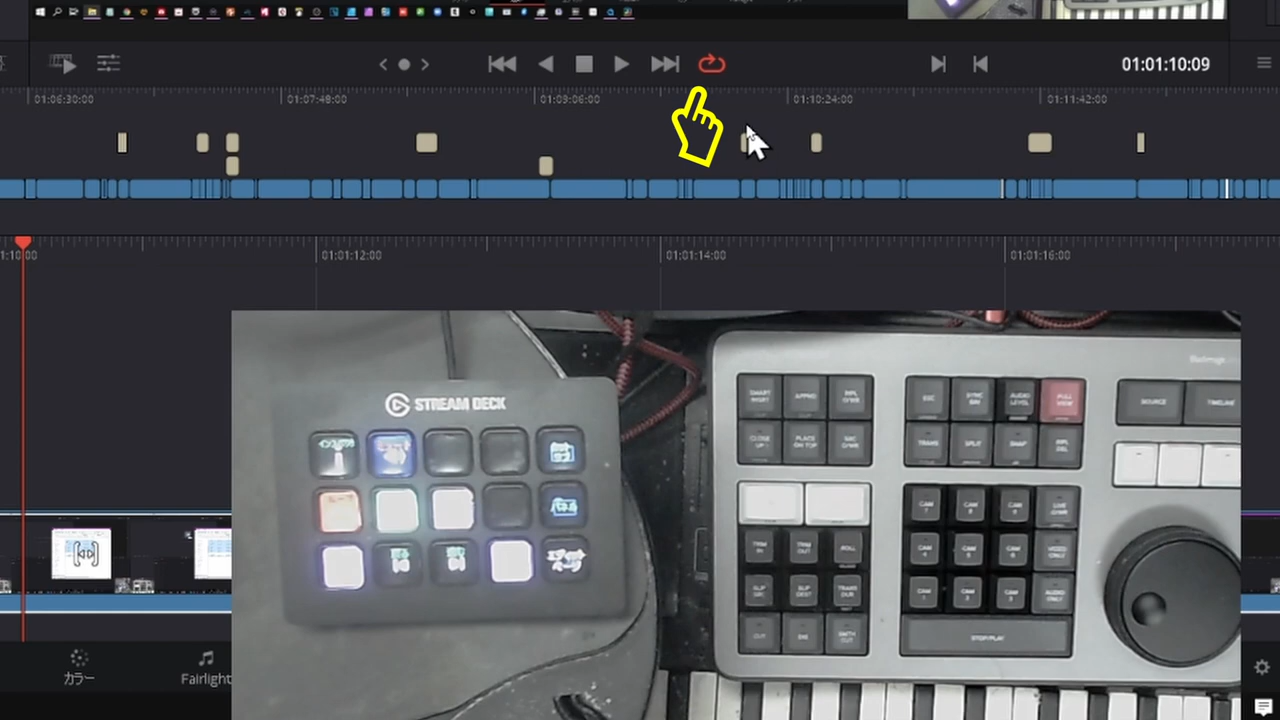 01:01:10:09
01:06:30:00
01:07:48:00
01:09:06:00
01:10:24:00
01:11:42:00
01:01:12:00
01:01:14:00
01:01:16:00
STREAM DECK
SMART INSRT
APPND
RIPL O/WR
CLOSE UP
PLACE ON TOP
SRC O/WR
ESC
SYNC BIN
AUDIO LEVEL
FULL VIEW
TRANS
SPLIT
SNAP
RIPL DEL
SOURCE
TIMELINE
TRIM IN
TRIM OUT
ROLL
SLIP SRC
SLIP DEST
TRANS DUR
CUT
DIS
SMTH CUT
CAM 7
CAM 8
CAM 9
LIVE O/WR
CAM 4
CAM 5
CAM 6
VIDEO ONLY
CAM 1
CAM 2
CAM 3
AUDIO ONLY
STOP/PLAY
カラー
Fairlight